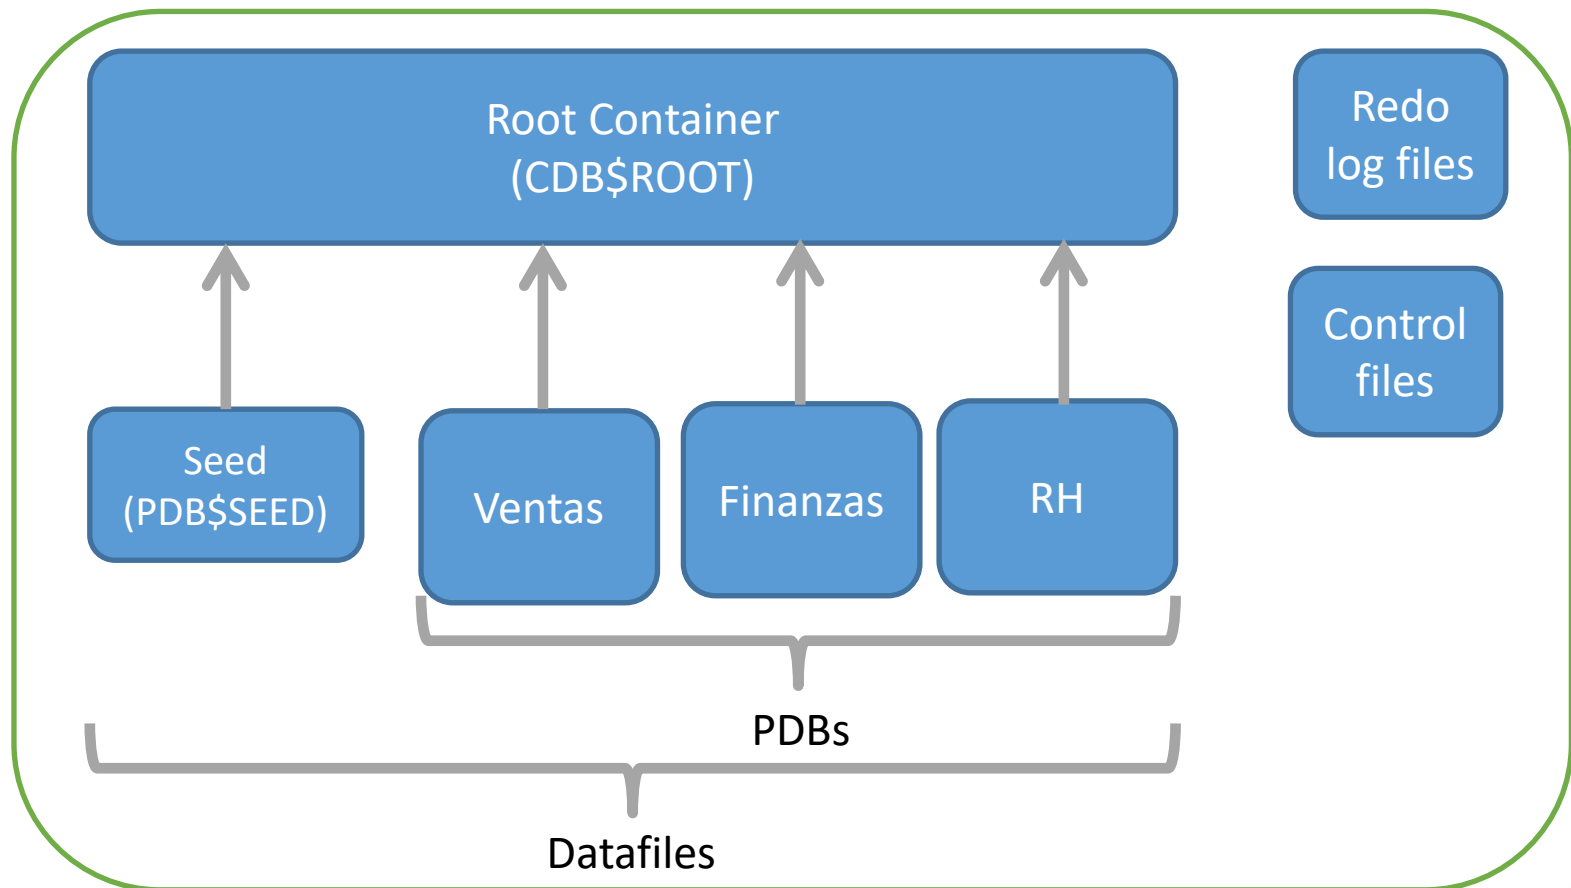 Root Container
(CDB$ROOT)
Redo
log files
Control
files
Seed
(PDB$SEED)
Ventas
Finanzas
RH
PDBs
Datafiles